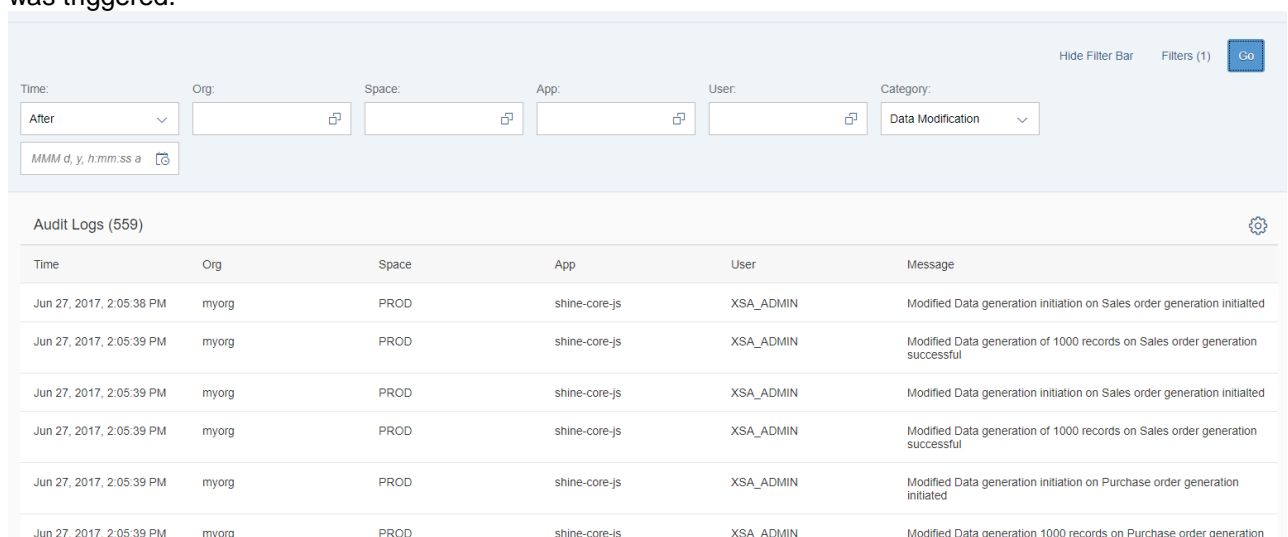 was triggered.
Hide Filter Bar Filters (1) Go
Time: Org: Space: App: User: Category:
After Data Modification
MMM d, y, h:mm:ss a
Audit Logs (559)
Time Org Space App User Message
Jun 27, 2017, 2:05:38 PM myorg PROD shine-core-js XSA_ADMIN Modified Data generation initiation on Sales order generation initialted
Jun 27, 2017, 2:05:39 PM myorg PROD shine-core-js XSA_ADMIN Modified Data generation of 1000 records on Sales order generation
successful
Jun 27, 2017, 2:05:39 PM myorg PROD shine-core-js XSA_ADMIN Modified Data generation initiation on Sales order generation initialted
Jun 27, 2017, 2:05:39 PM myorg PROD shine-core-js XSA_ADMIN Modified Data generation of 1000 records on Sales order generation
successful
Jun 27, 2017, 2:05:39 PM myorg PROD shine-core-js XSA_ADMIN Modified Data generation initiation on Purchase order generation
initiated
Jun 27, 2017, 2:05:39 PM myorg PROD shine-core-js XSA_ADMIN Modified Data generation 1000 records on Purchase order generation